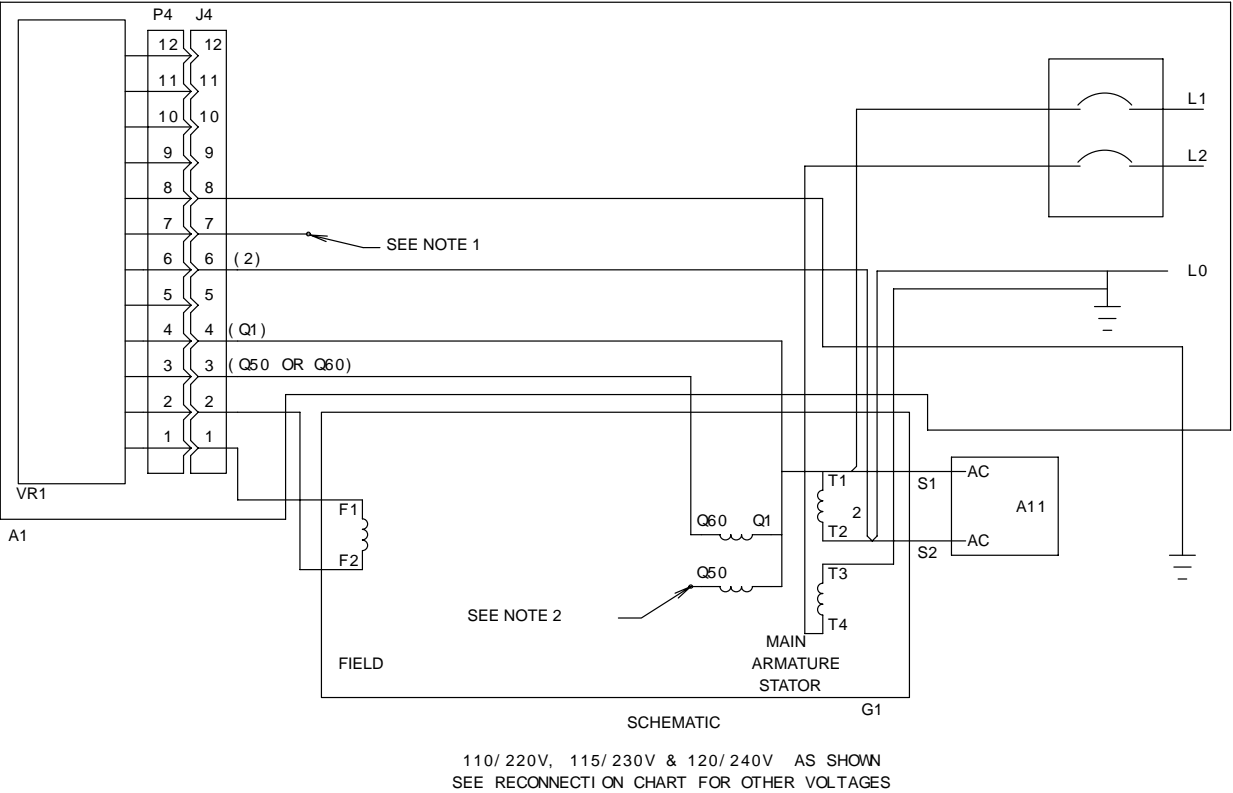 P4 J4
12 12
11 11
10 10
9 9
8 8
7 7
SEE NOTE 1
6 6 (2)
5 5
4 4 (Q1)
3 3 (Q50 OR Q60)
2 2
1 1
VR1
A1
L1
L2
L0
F1
F2
FIELD
Q60 Q1
Q50
SEE NOTE 2
T1
2
T2
T3
T4
MAIN
ARMATURE
STATOR
S1
S2
AC
A11
AC
G1
SCHEMATIC
110/220V, 115/230V & 120/240V AS SHOWN
SEE RECONNECTION CHART FOR OTHER VOLTAGES